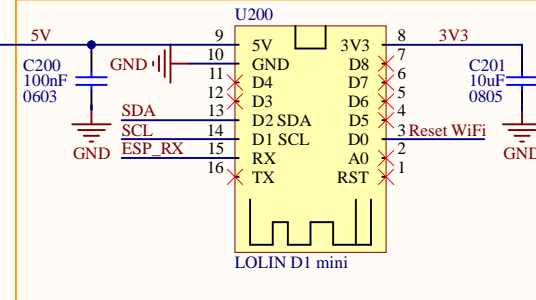 U200
5V 9 5V 3V3 8 3V3
C200
100nF
0603
GND 10 GND D8 7
11 D4 D7 6
12 D3 D6 5
SDA 13 D2 SDA D5 4
SCL 14 D1 SCL D0 3 Reset WiFi
ESP_RX 15 RX A0 2
16 TX RST 1
GND
C201
10uF
0805
GND
LOLIN D1 mini